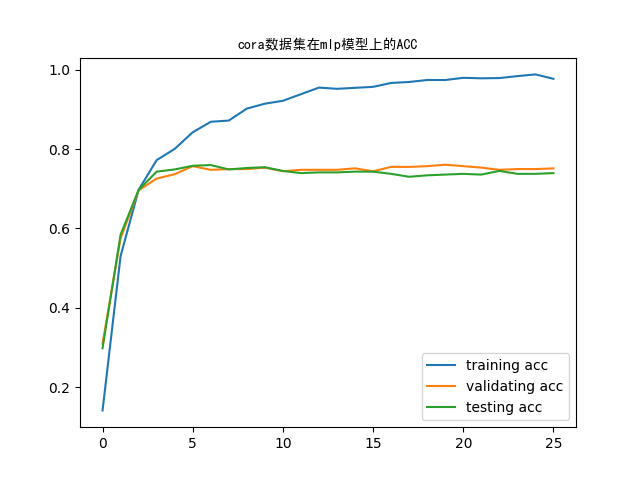 cora数据集在mlp模型上的ACC
1.0
0.8
0.6
0.4
0.2
training acc
validating acc
testing acc
0 5 10 15 20 25